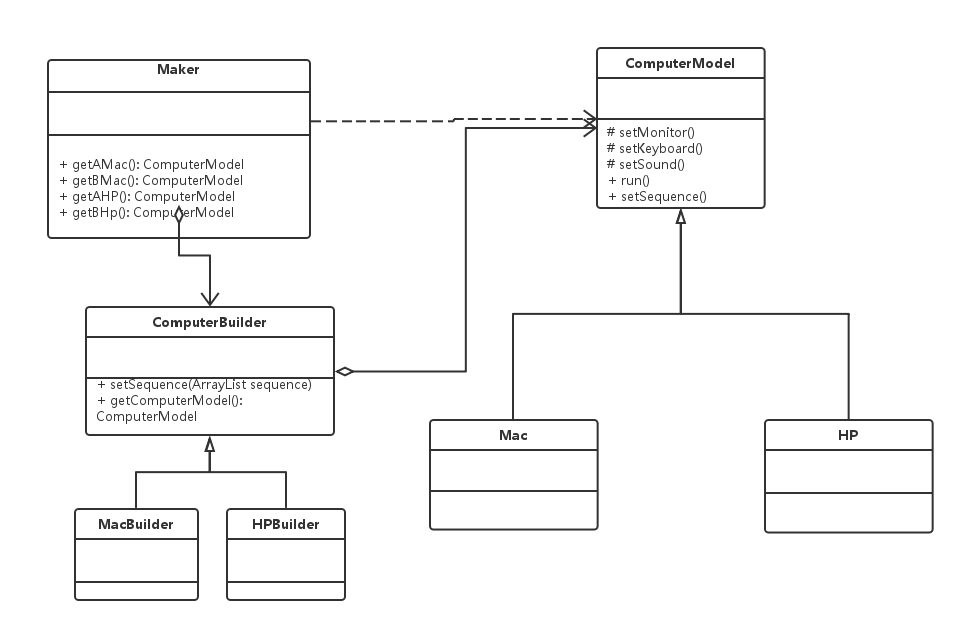 Maker
+ getAMac(): ComputerModel
+ getBMac(): ComputerModel
+ getAHP(): ComputerModel
+ getBHp(): ComputerModel
ComputerModel
# setMonitor()
# setKeyboard()
# setSound()
+ run()
+ setSequence()
ComputerBuilder
+ setSequence(ArrayList sequence)
+ getComputerModel():
ComputerModel
Mac
HP
MacBuilder
HPBuilder